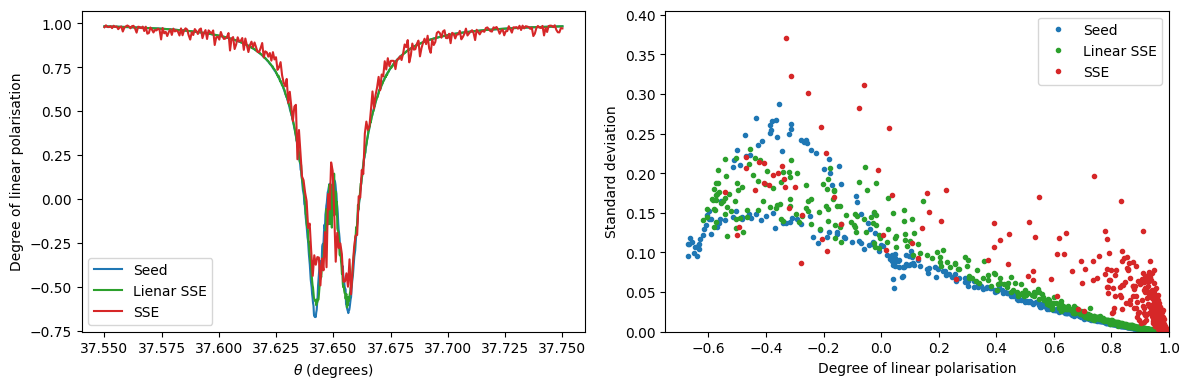 1.00
0.75
0.50
0.25
0.00
−0.25
−0.50
−0.75
Degree of linear polarisation
Seed
Lienar SSE
SSE
37.550 37.575 37.600 37.625 37.650 37.675 37.700 37.725 37.750
θ (degrees)
0.40
0.35
0.30
0.25
0.20
0.15
0.10
0.05
0.00
Standard deviation
Seed
Linear SSE
SSE
−0.6 −0.4 −0.2 0.0 0.2 0.4 0.6 0.8 1.0
Degree of linear polarisation